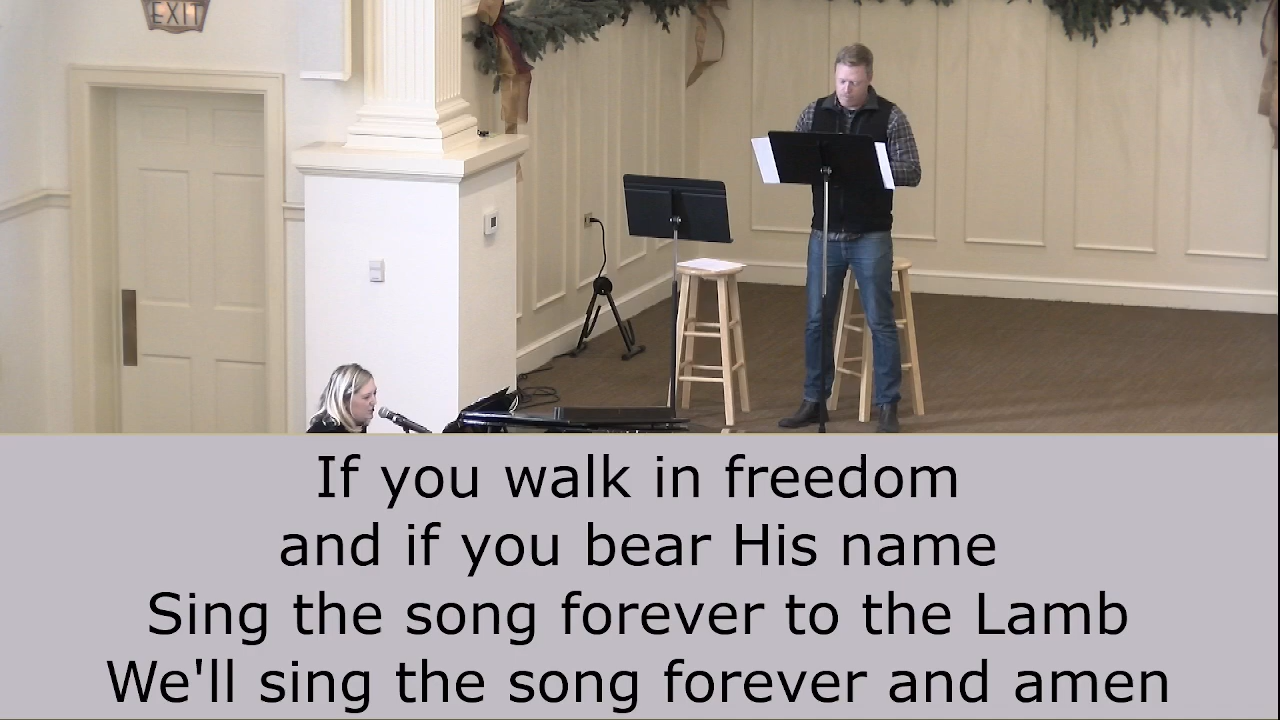 EXIT
If you walk in freedom
and if you bear His name
Sing the song forever to the Lamb
We'll sing the song forever and amen